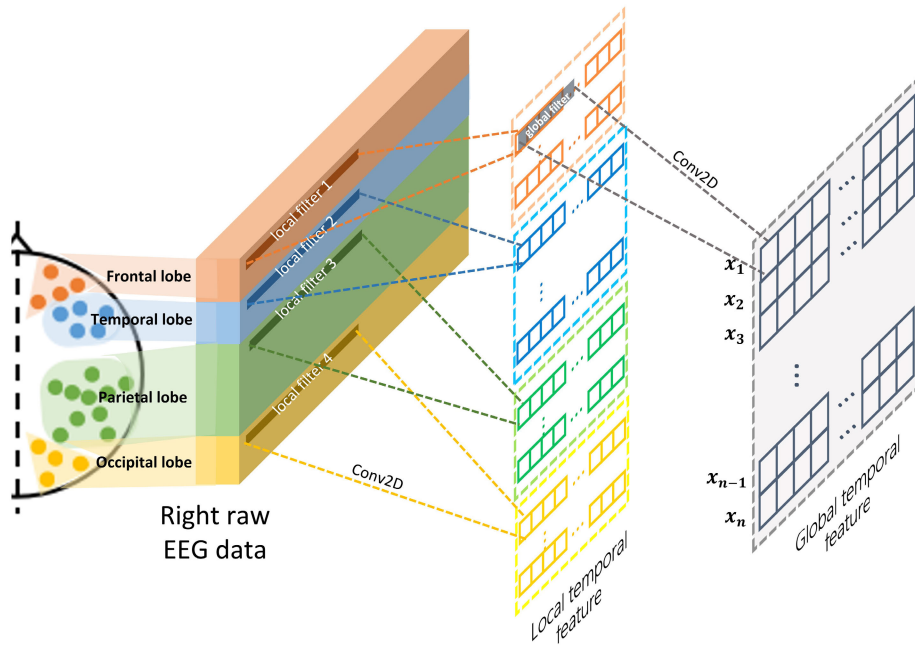 Frontal lobe
Temporal lobe
Parietal lobe
Occipital lobe
Right raw
EEG data
local filter 1
local filter 2
local filter 3
local filter 4
Conv2D
global filter
Conv2D
Local temporal
feature
x₁
x₂
x₃
xₙ₋₁
xₙ
Global temporal
feature